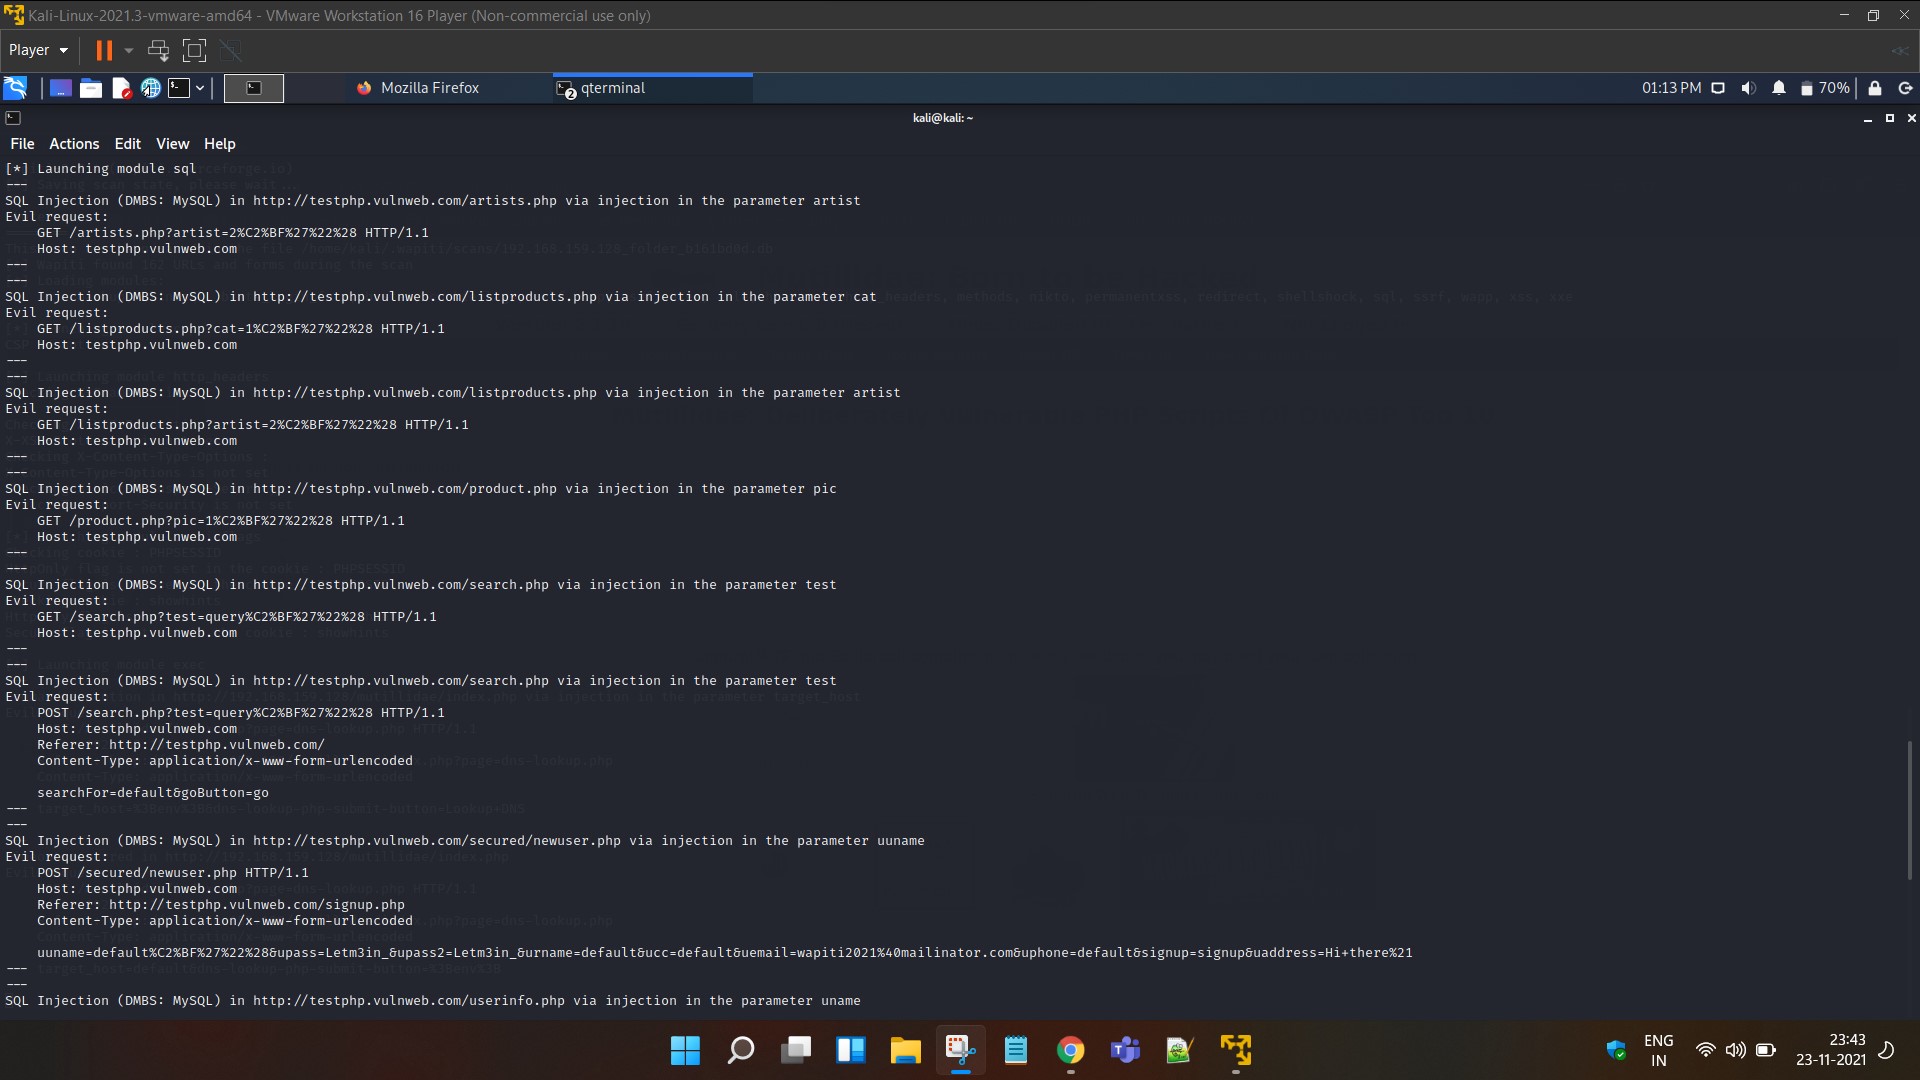 Kali-Linux-2021.3-vmware-amd64 - VMware Workstation 16 Player (Non-commercial use only)
Player
Mozilla Firefox
qterminal
01:13 PM
70%
kali@kali: ~
File Actions Edit View Help
[*] Launching module sql
---
SQL Injection (DMBS: MySQL) in http://testphp.vulnweb.com/artists.php via injection in the parameter artist
Evil request:
GET /artists.php?artist=2%C2%BF%27%22%28 HTTP/1.1
Host: testphp.vulnweb.com
---
---
SQL Injection (DMBS: MySQL) in http://testphp.vulnweb.com/listproducts.php via injection in the parameter cat
Evil request:
GET /listproducts.php?cat=1%C2%BF%27%22%28 HTTP/1.1
Host: testphp.vulnweb.com
---
---
SQL Injection (DMBS: MySQL) in http://testphp.vulnweb.com/listproducts.php via injection in the parameter artist
Evil request:
GET /listproducts.php?artist=2%C2%BF%27%22%28 HTTP/1.1
Host: testphp.vulnweb.com
---
---
SQL Injection (DMBS: MySQL) in http://testphp.vulnweb.com/product.php via injection in the parameter pic
Evil request:
GET /product.php?pic=1%C2%BF%27%22%28 HTTP/1.1
Host: testphp.vulnweb.com
---
---
SQL Injection (DMBS: MySQL) in http://testphp.vulnweb.com/search.php via injection in the parameter test
Evil request:
GET /search.php?test=query%C2%BF%27%22%28 HTTP/1.1
Host: testphp.vulnweb.com
---
---
SQL Injection (DMBS: MySQL) in http://testphp.vulnweb.com/search.php via injection in the parameter test
Evil request:
POST /search.php?test=query%C2%BF%27%22%28 HTTP/1.1
Host: testphp.vulnweb.com
Referer: http://testphp.vulnweb.com/
Content-Type: application/x-www-form-urlencoded
searchFor=default&goButton=go
---
---
SQL Injection (DMBS: MySQL) in http://testphp.vulnweb.com/secured/newuser.php via injection in the parameter uuname
Evil request:
POST /secured/newuser.php HTTP/1.1
Host: testphp.vulnweb.com
Referer: http://testphp.vulnweb.com/signup.php
Content-Type: application/x-www-form-urlencoded
uuname=default%C2%BF%27%22%28&upass=Letm3in_&upass2=Letm3in_&urname=default&ucc=default&uemail=wapiti2021%40mailinator.com&uphone=default&signup=signup&uaddress=Hi+there%21
---
---
SQL Injection (DMBS: MySQL) in http://testphp.vulnweb.com/userinfo.php via injection in the parameter uname
ENG
IN
23:43
23-11-2021